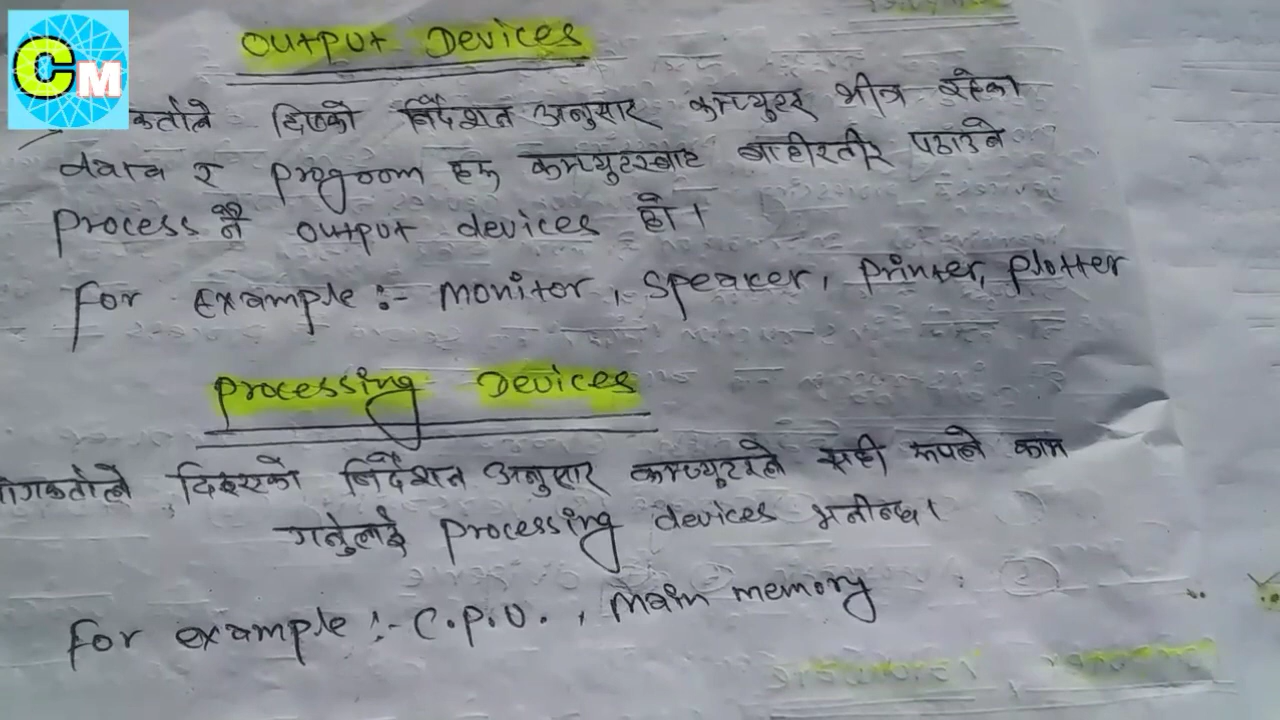 CM
Output Devices
कर्ताले दिएको निर्देशन अनुसार कम्प्युटर भीत्र रहेका
data र program हरू कम्प्युटरबाट बाहीरतीर पठाउने
process नै output devices हो।
For Example :- Monitor, Speaker, Printer, Plotter
Processing Devices
ोगकर्ताले दिइएको निर्देशन अनुसार कम्प्युटरले सही रूपले काम
गर्नुलाई processing devices भनीन्छ।
For example :- C.P.U. , Main memory